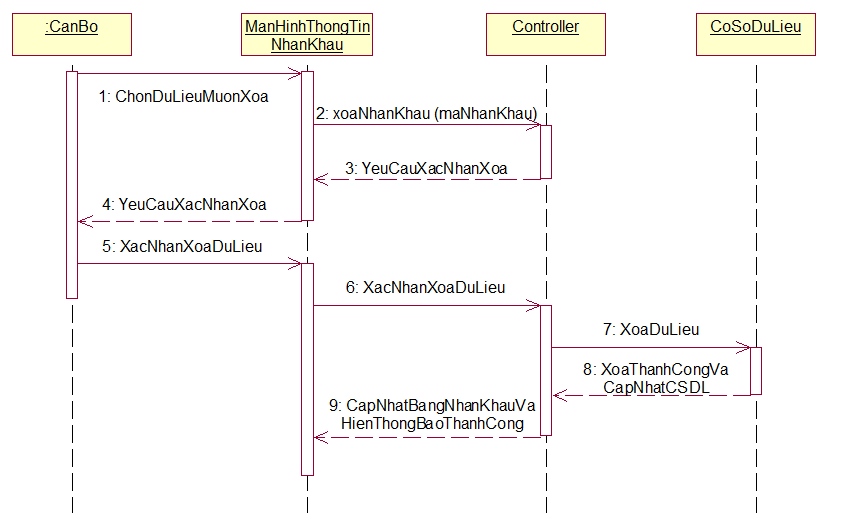 :CanBo
ManHinhThongTin
NhanKhau
Controller
CoSoDuLieu
1: ChonDuLieuMuonXoa
2: xoaNhanKhau (maNhanKhau)
3: YeuCauXacNhanXoa
4: YeuCauXacNhanXoa
5: XacNhanXoaDuLieu
6: XacNhanXoaDuLieu
7: XoaDuLieu
8: XoaThanhCongVa
CapNhatCSDL
9: CapNhatBangNhanKhauVa
HienThongBaoThanhCong